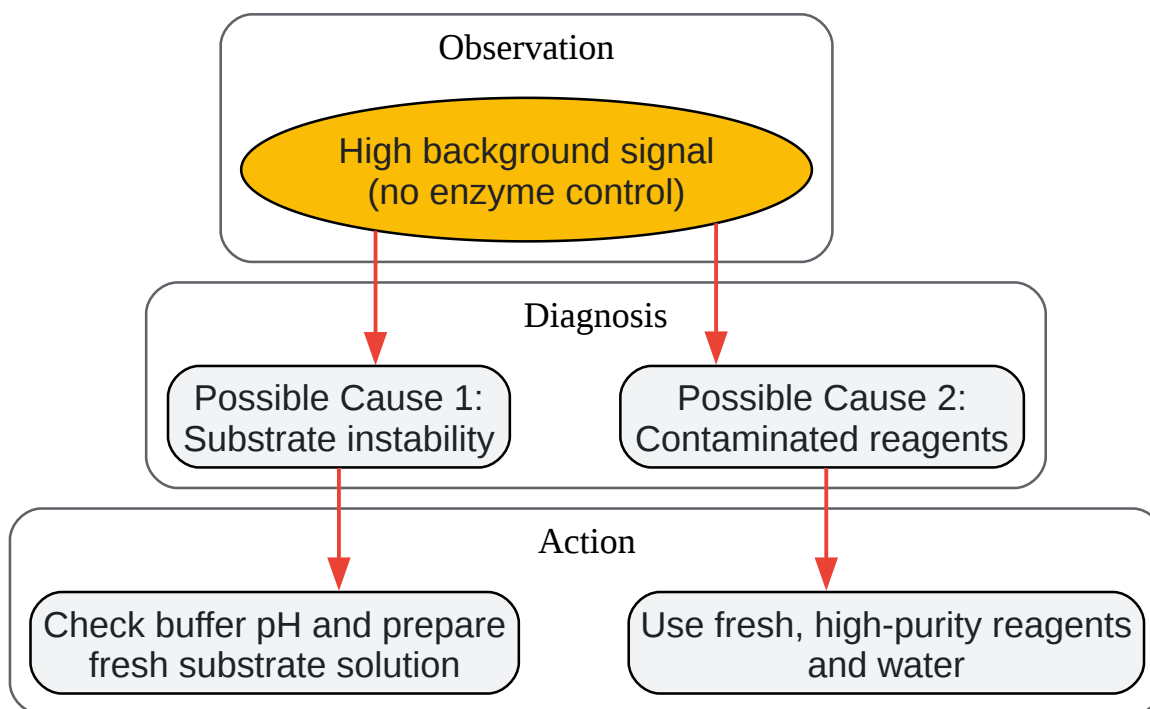 Observation
High background signal
(no enzyme control)
Diagnosis
Possible Cause 1:
Substrate instability
Possible Cause 2:
Contaminated reagents
Action
Check buffer pH and prepare
fresh substrate solution
Use fresh, high-purity reagents
and water